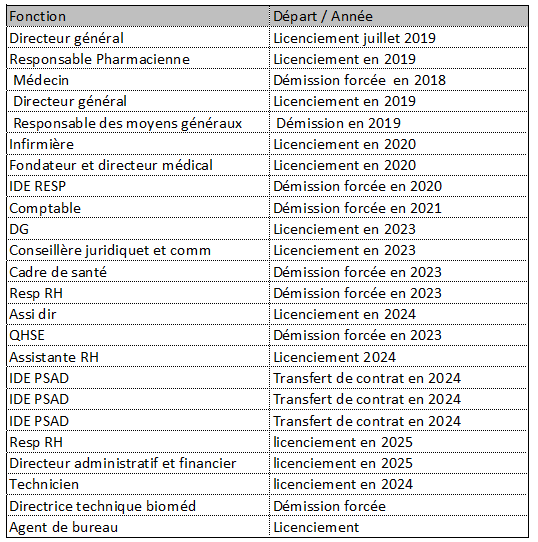 Fonction Départ / Année
Directeur général Licenciement juillet 2019
Responsable Pharmacienne Licenciement en 2019
Médecin Démission forcée en 2018
Directeur général Licenciement en 2019
Responsable des moyens généraux Démission en 2019
Infirmière Licenciement en 2020
Fondateur et directeur médical Licenciement en 2020
IDE RESP Démission forcée en 2020
Comptable Démission forcée en 2021
DG Licenciement en 2023
Conseillère juridiquet et comm Licenciement en 2023
Cadre de santé Démission forcée en 2023
Resp RH Démission forcée en 2023
Assi dir Licenciement en 2024
QHSE Démission forcée en 2023
Assistante RH Licenciement 2024
IDE PSAD Transfert de contrat en 2024
IDE PSAD Transfert de contrat en 2024
IDE PSAD Transfert de contrat en 2024
Resp RH licenciement en 2025
Directeur administratif et financier licenciement en 2025
Technicien licenciement en 2024
Directrice technique bioméd Démission forcée
Agent de bureau Licenciement